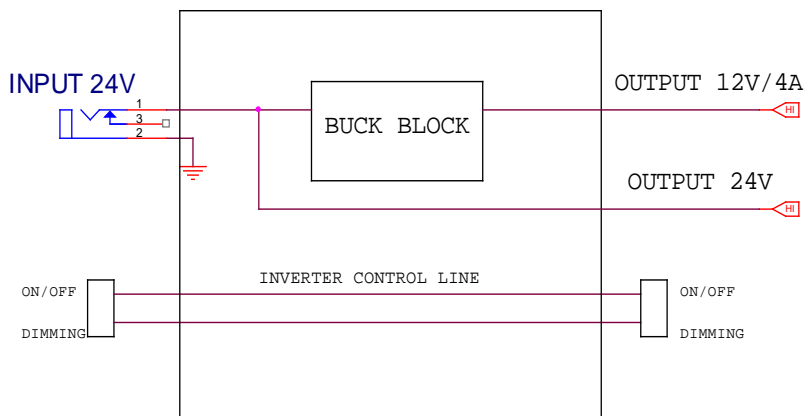 INPUT 24V
1
3
2
BUCK BLOCK
OUTPUT 12V/4A
HI
OUTPUT 24V
HI
INVERTER CONTROL LINE
ON/OFF
DIMMING
ON/OFF
DIMMING